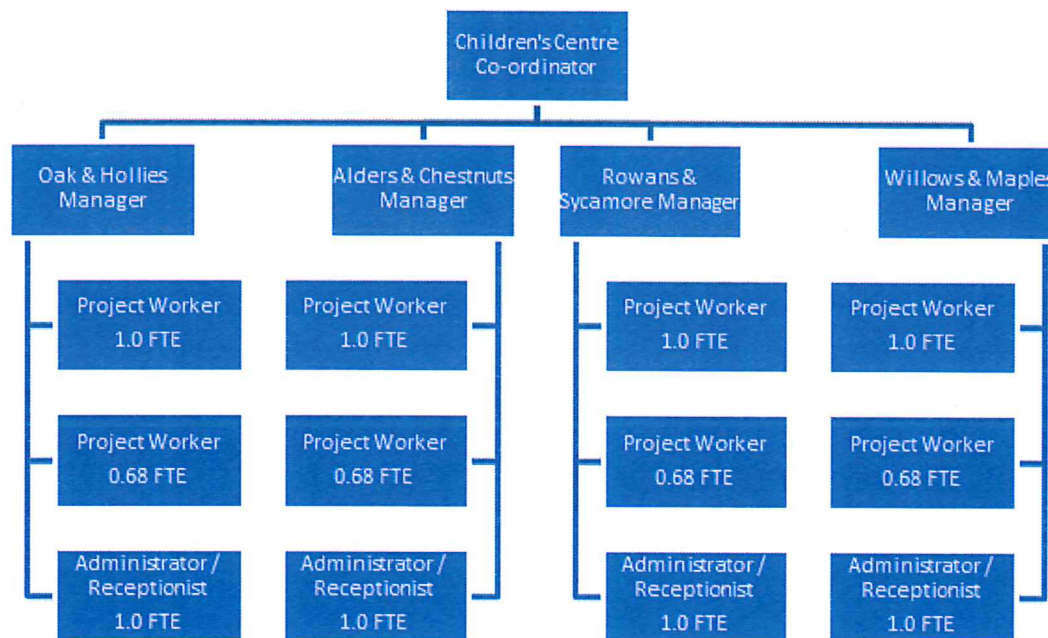 Children's Centre
Co-ordinator
Oak & Hollies
Manager
Alders & Chestnuts
Manager
Rowans &
Sycamore Manager
Willows & Maples
Manager
Project Worker
1.0 FTE
Project Worker
1.0 FTE
Project Worker
1.0 FTE
Project Worker
1.0 FTE
Project Worker
0.68 FTE
Project Worker
0.68 FTE
Project Worker
0.68 FTE
Project Worker
0.68 FTE
Administrator /
Receptionist
1.0 FTE
Administrator /
Receptionist
1.0 FTE
Administrator /
Receptionist
1.0 FTE
Administrator /
Receptionist
1.0 FTE